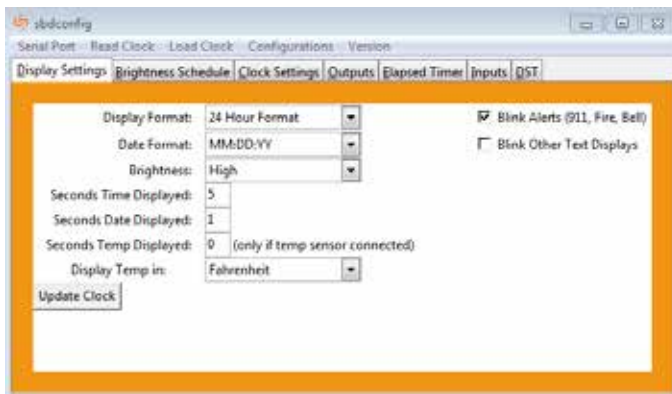 sbdconfig
Serial Port Read Clock Load Clock Configurations Version
Display Settings Brightness Schedule Clock Settings Outputs Elapsed Timer Inputs DST
Display Format: 24 Hour Format Blink Alerts (911, Fire, Bell)
Date Format: MM:DD:YY Blink Other Text Displays
Brightness: High
Seconds Time Displayed: 5
Seconds Date Displayed: 1
Seconds Temp Displayed: 0 (only if temp sensor connected)
Display Temp in: Fahrenheit
Update Clock